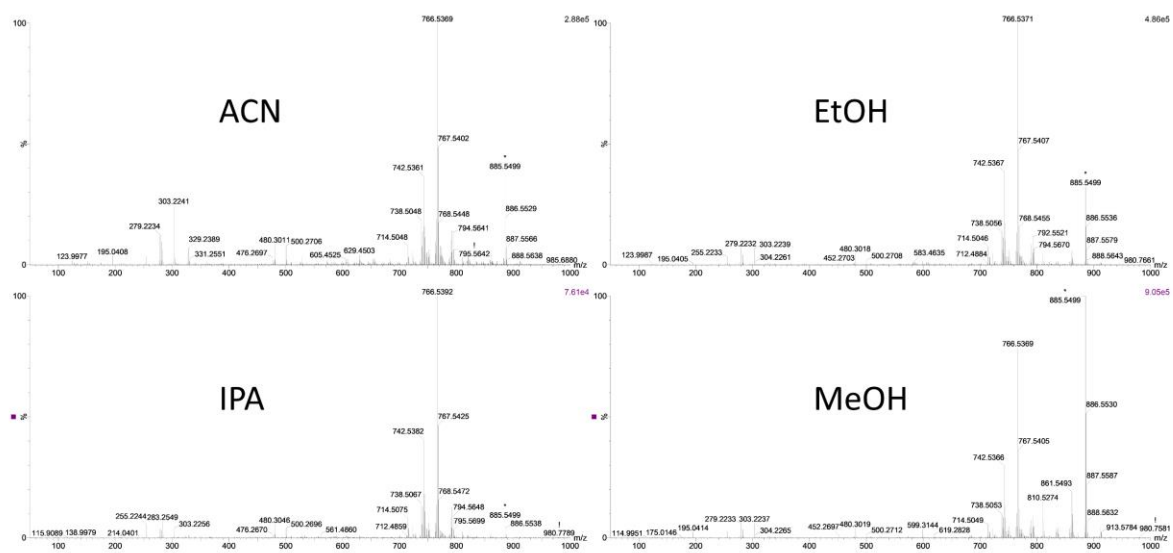 100 766.5369 2.88e5
ACN
%
767.5402
742.5361
*
885.5499
303.2241
738.5048 886.5529
279.2234 768.5448
794.5641
714.5048 887.5566
329.2389 480.3011 †
123.9977 195.0408 331.2551 476.2697 500.2706 605.4525 629.4503 795.5642 888.5638 985.6880
0 m/z
100 200 300 400 500 600 700 800 900 1000
100 766.5371 4.86e5
EtOH
%
767.5407
742.5367
*
885.5499
738.5056 768.5455 886.5536
714.5046 792.5521
279.2232 303.2239 887.5579
123.9987 195.0405 255.2233 304.2261 452.2703 480.3018 500.2708 583.4635 712.4884 794.5670 888.5643 980.7661
0 m/z
100 200 300 400 500 600 700 800 900 1000
100 766.5392 7.61e4
IPA
%
767.5425
742.5382
738.5067 768.5472
714.5075 794.5648 *
255.2244 283.2549 480.3046 885.5499
115.9089 138.9979 214.0401 303.2256 476.2670 500.2696 561.4860 712.4859 795.5699 886.5538 †
980.7789
0 m/z
100 200 300 400 500 600 700 800 900 1000
100 * 9.05e5
885.5499
MeOH
%
766.5369
886.5530
767.5405
742.5366
887.5587
861.5493
738.5053 810.5274
714.5049 888.5632
279.2233 303.2237 480.3019 599.3144
114.9951 175.0146 195.0414 304.2265 452.2697 500.2712 619.2828 913.5784 †
980.7581
0 m/z
100 200 300 400 500 600 700 800 900 1000